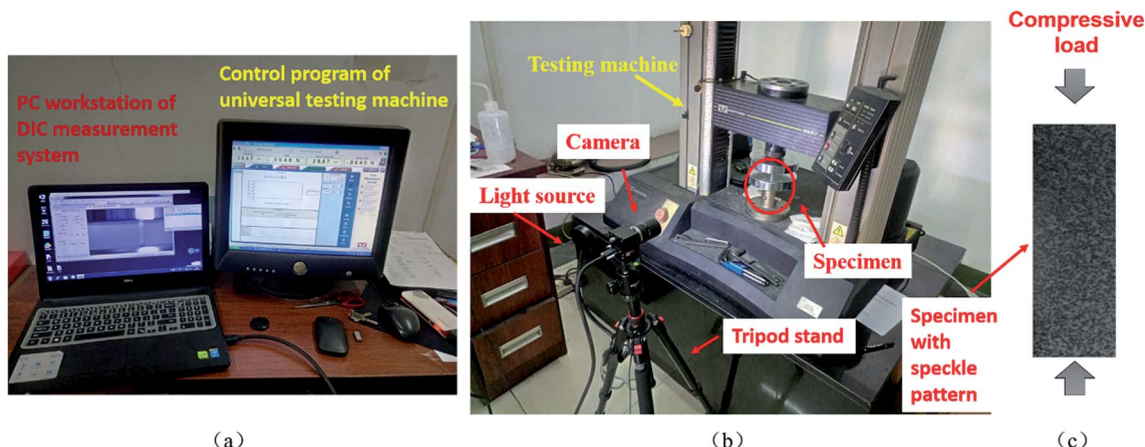 PC workstation of
DIC measurement
system
Control program of
universal testing machine
Testing machine
Camera
Light source
Specimen
Tripod stand
Specimen
with
speckle
pattern
Compressive
load
(a)
(b)
(c)